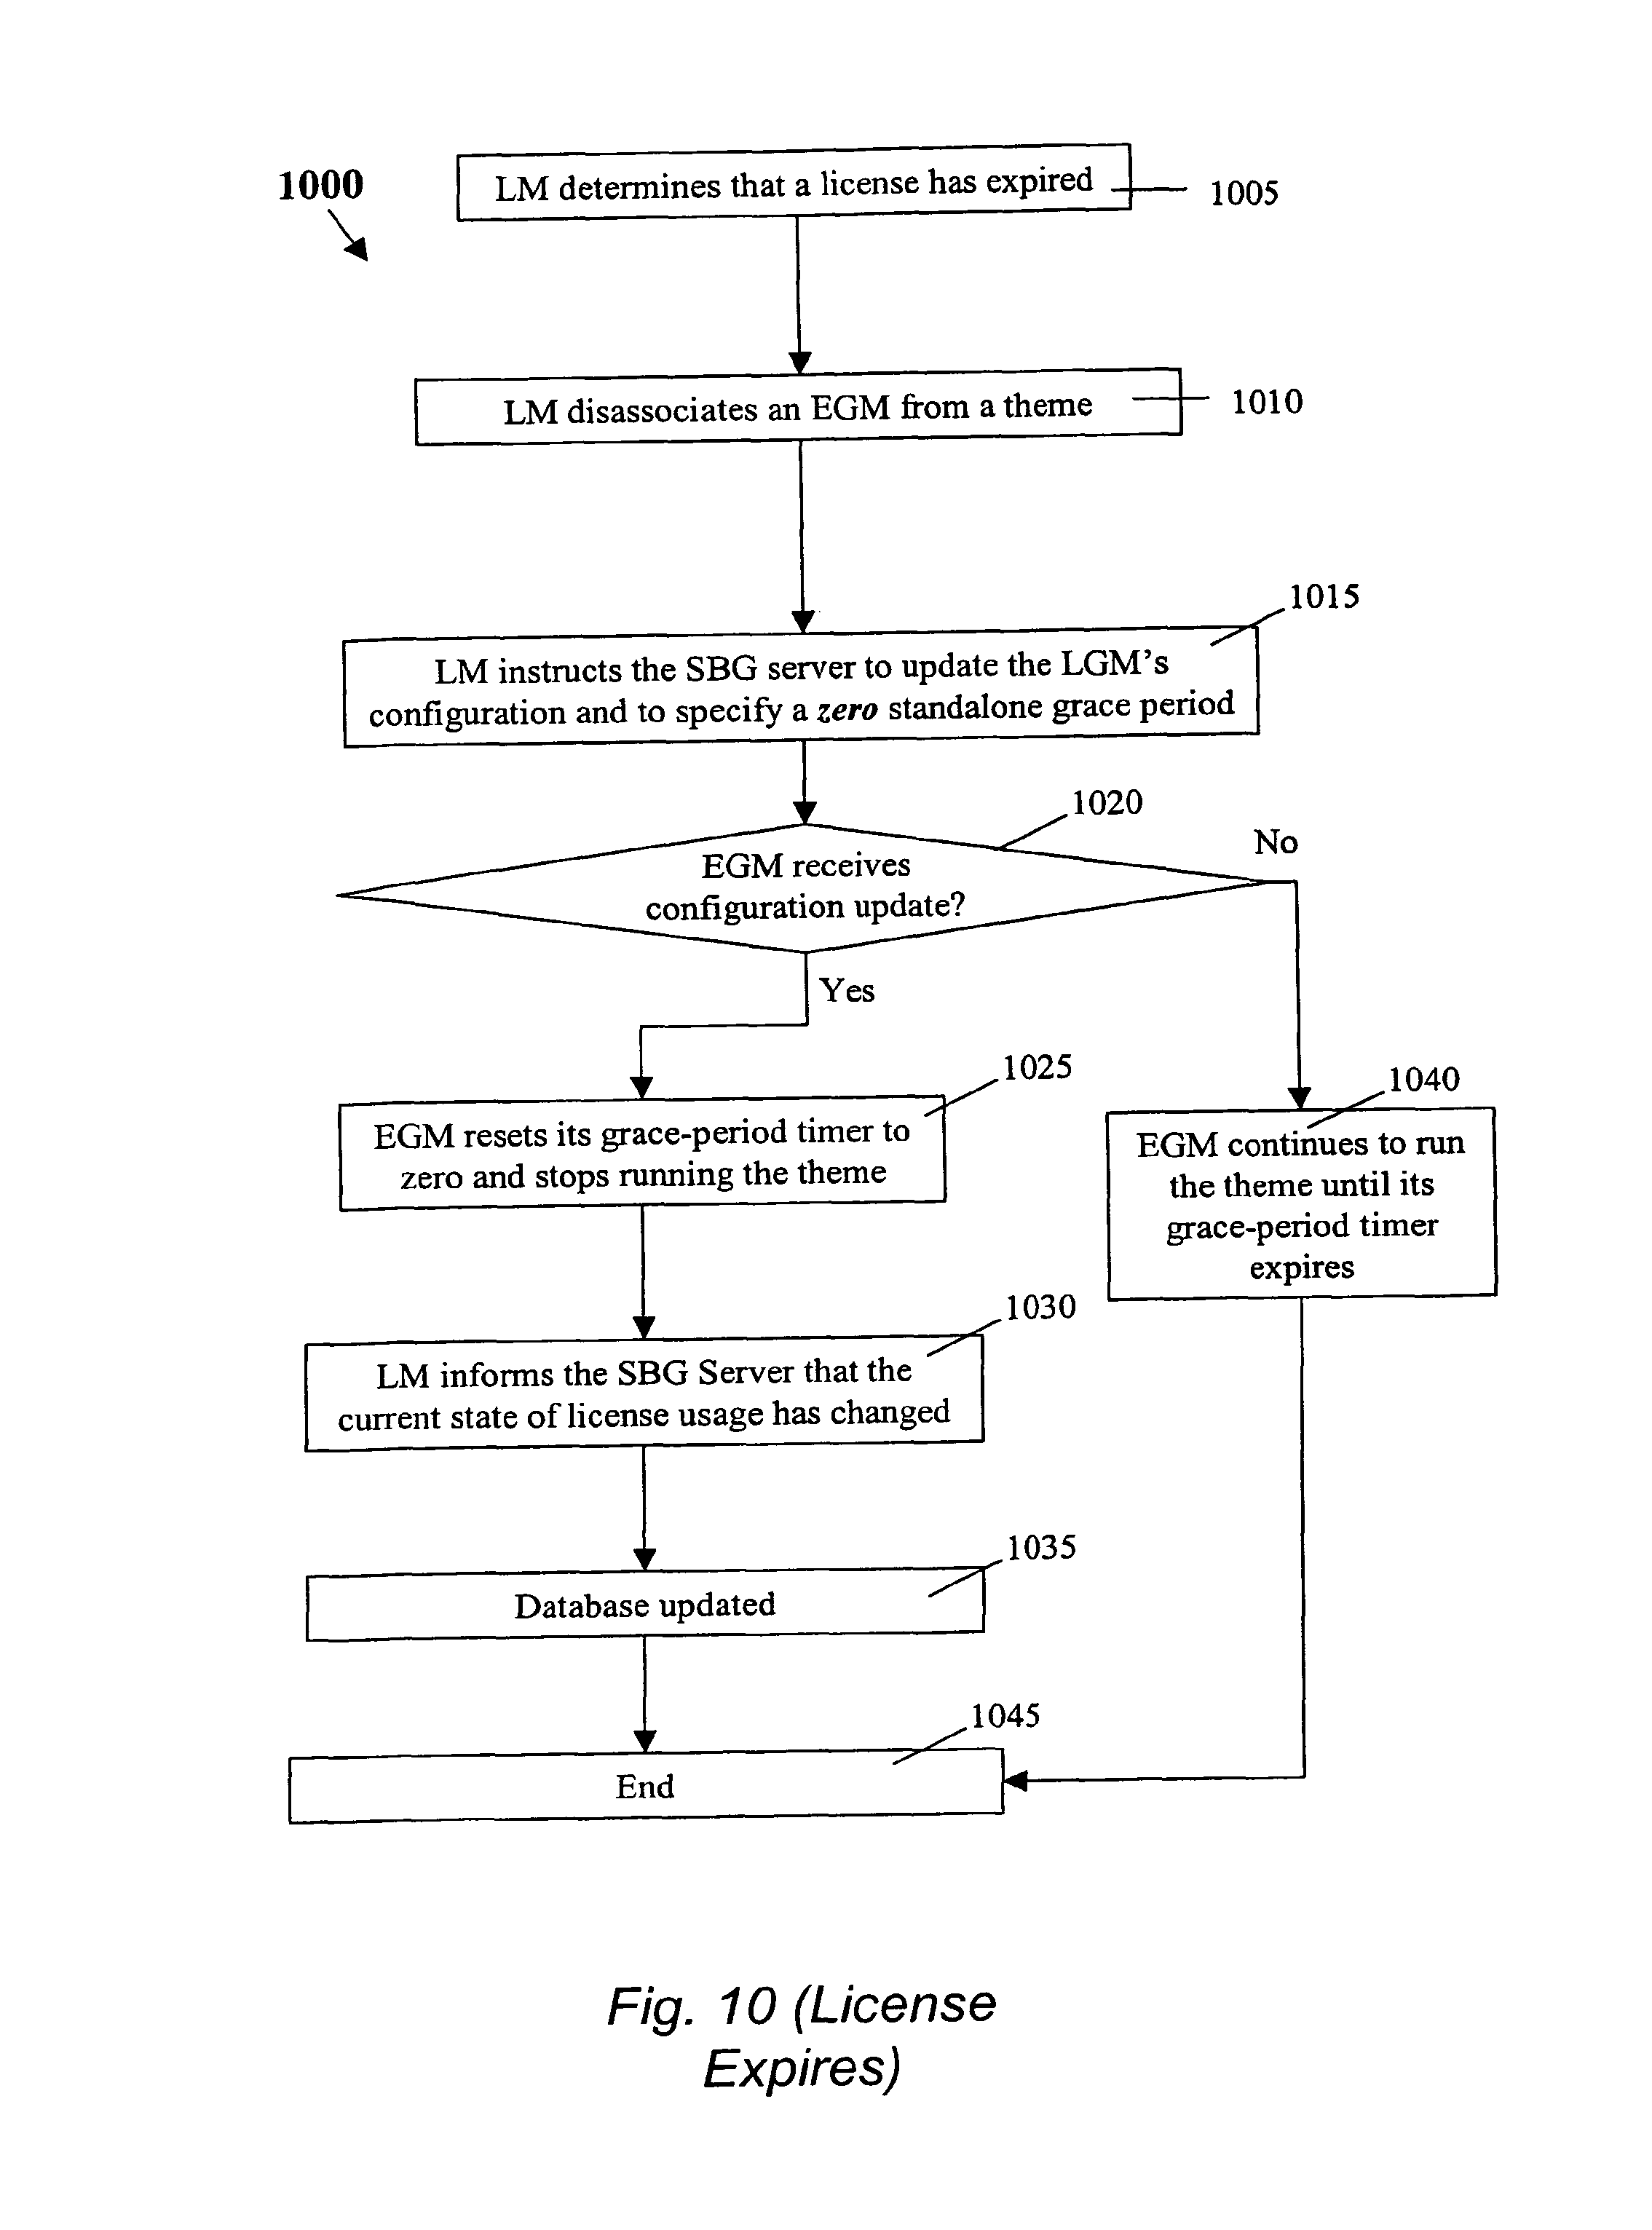 1000
LM determines that a license has expired
1005
LM disassociates an EGM from a theme
1010
1015
LM instructs the SBG server to update the LGM's
configuration and to specify a zero standalone grace period
1020
No
EGM receives
configuration update?
Yes
1025
EGM resets its grace-period timer to
zero and stops running the theme
1040
EGM continues to run
the theme until its
grace-period timer
expires
1030
LM informs the SBG Server that the
current state of license usage has changed
1035
Database updated
1045
End
Fig. 10 (License
Expires)